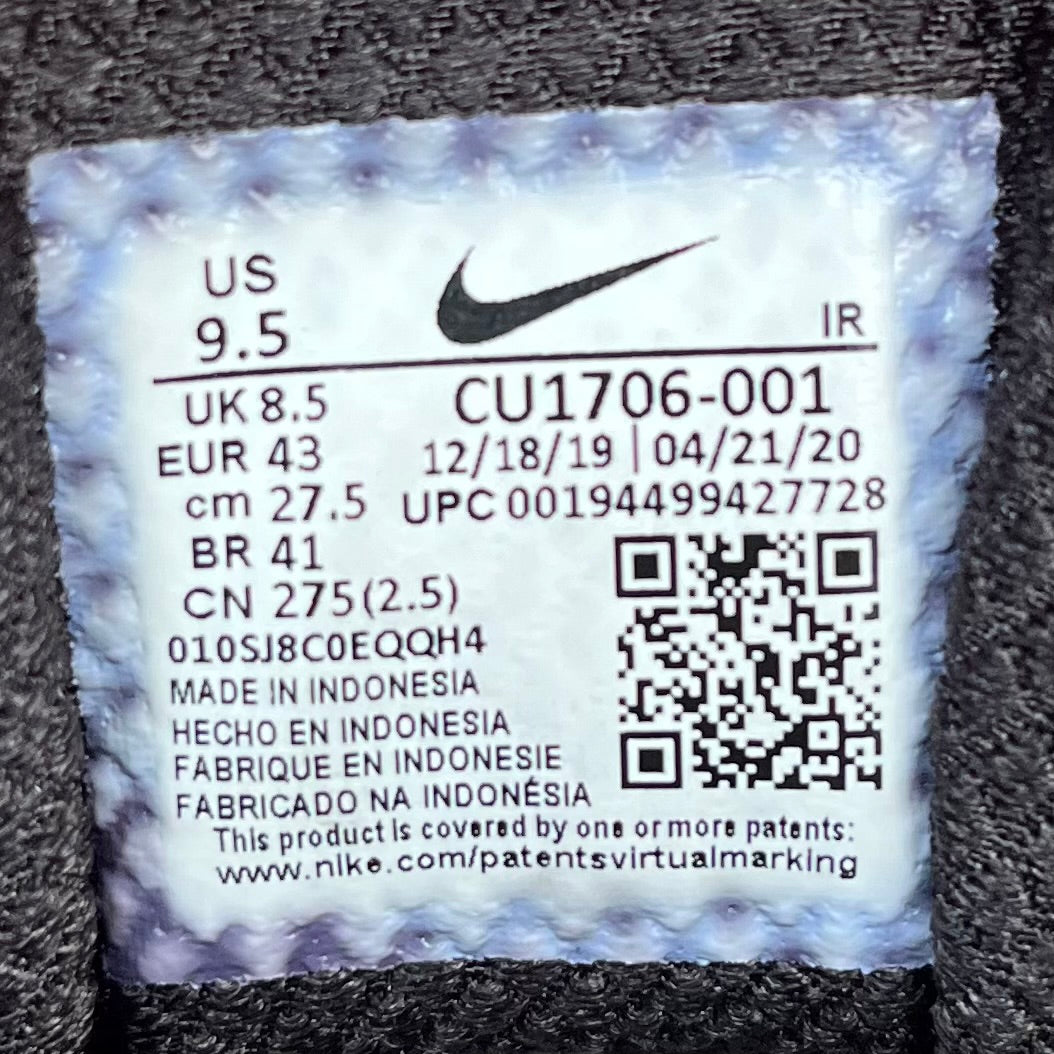 US
9.5
IR
UK 8.5
CU1706-001
EUR 43
12/18/19 | 04/21/20
cm 27.5
UPC 00194499427728
BR 41
CN 275(2.5)
010SJ8C0EQQH4
MADE IN INDONESIA
HECHO EN INDONESIA
FABRIQUE EN INDONESIE
FABRICADO NA INDONÉSIA
This product is covered by one or more patents:
www.nike.com/patentsvirtualmarking